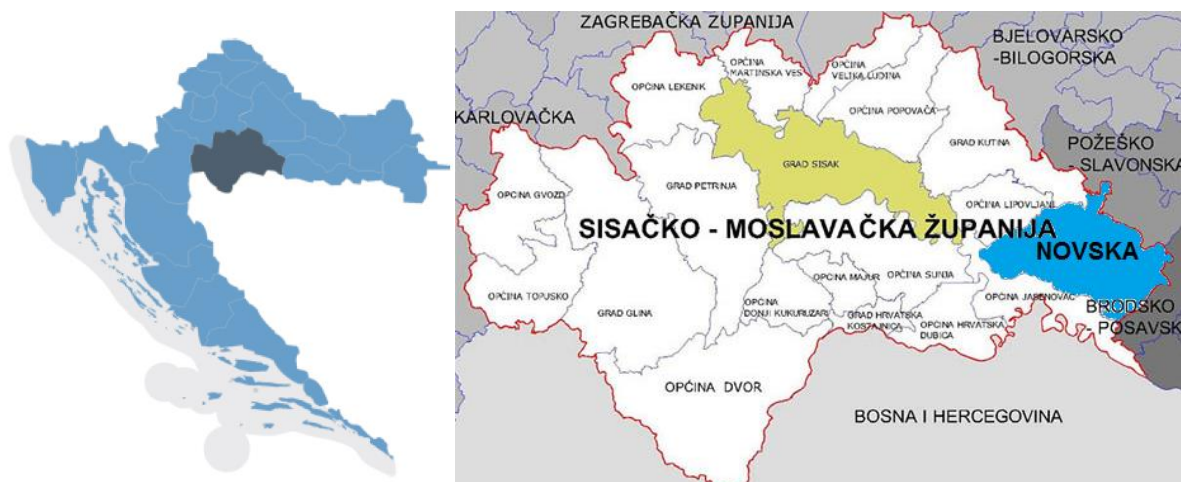 ZAGREBAČKA ŽUPANIJA
BJELOVARSKO
-BILOGORSKA
OPĆINA
MARTINSKA VES
OPĆINA
VELIKA LUDINA
OPĆINA LEKENIK
OPĆINA POPOVAČA
KARLOVAČKA
GRAD KUTINA
POŽEŠKO
- SLAVONSKA
GRAD SISAK
OPĆINA GVOZD
GRAD PETRINJA
OPĆINA LIPOVLJANI
SISAČKO - MOSLAVAČKA ŽUPANIJA
NOVSKA
OPĆINA MAJUR
OPĆINA SUNJA
OPĆINA TOPUSKO
GRAD GLINA
OPĆINA
DONJI KUKURUZARI
GRAD HRVATSKA
KOSTAJNICA
OPĆINA HRVATSKA
DUBICA
OPĆINA JASENOVAC
BRODSKO
- POSAVSK
OPĆINA DVOR
BOSNA I HERCEGOVINA